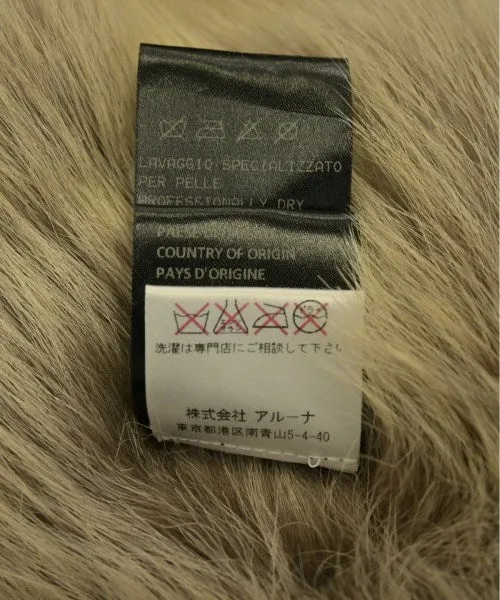 LAVAGGIO SPECIALIZZATO
PER PELLE
PROFESSIONALLY DRY
COUNTRY OF ORIGIN
PAYS D'ORIGINE
洗濯は専門店にご相談して下さい
株式会社 アルーナ
東京都港区南青山5-4-40